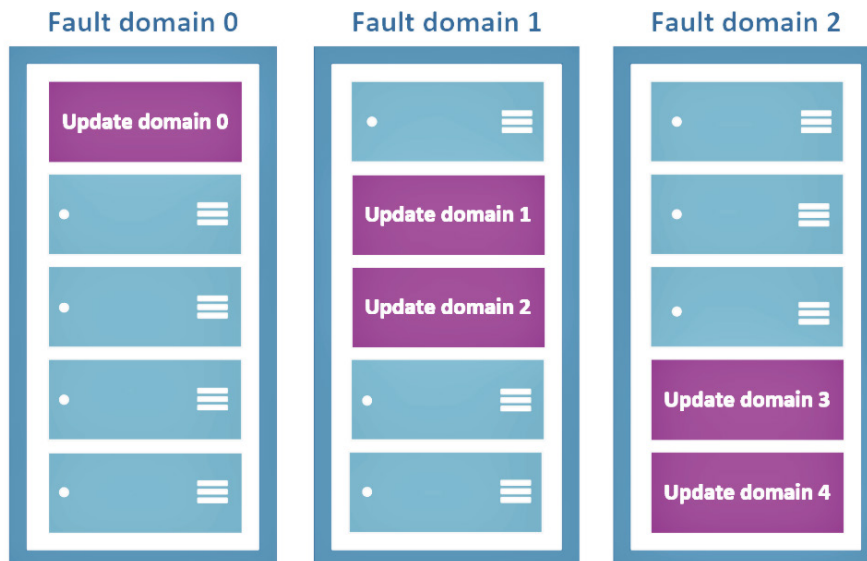 Fault domain 0
Fault domain 1
Fault domain 2
Update domain 0
Update domain 1
Update domain 2
Update domain 3
Update domain 4